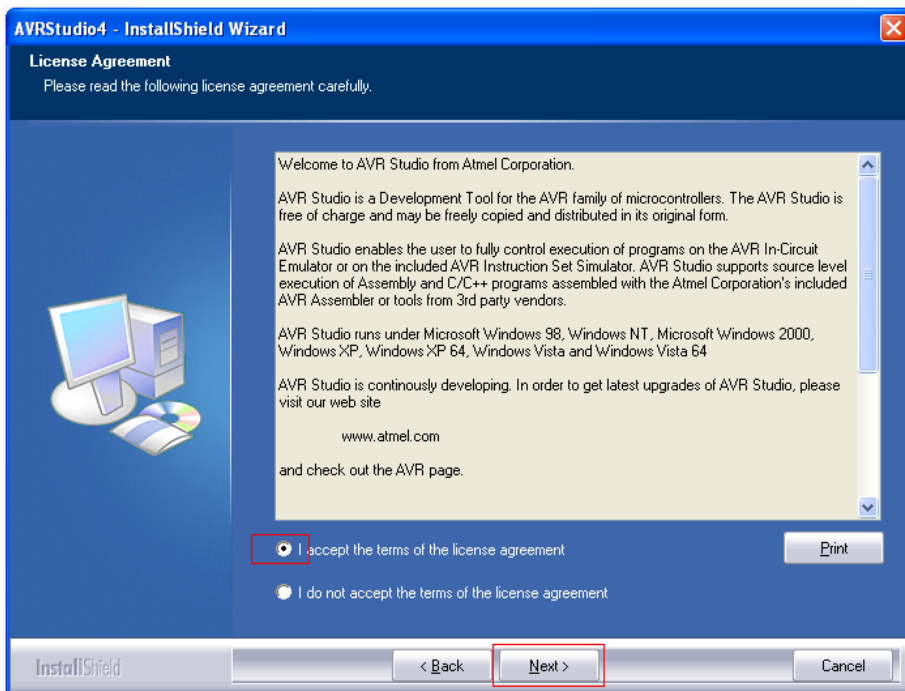 AVRStudio4 - InstallShield Wizard
License Agreement
Please read the following license agreement carefully.
Welcome to AVR Studio from Atmel Corporation.
AVR Studio is a Development Tool for the AVR family of microcontrollers. The AVR Studio is
free of charge and may be freely copied and distributed in its original form.
AVR Studio enables the user to fully control execution of programs on the AVR In-Circuit
Emulator or on the included AVR Instruction Set Simulator. AVR Studio supports source level
execution of Assembly and C/C++ programs assembled with the Atmel Corporation's included
AVR Assembler or tools from 3rd party vendors.
AVR Studio runs under Microsoft Windows 98, Windows NT, Microsoft Windows 2000,
Windows XP, Windows XP 64, Windows Vista and Windows Vista 64
AVR Studio is continously developing. In order to get latest upgrades of AVR Studio, please
visit our web site
www.atmel.com
and check out the AVR page.
I accept the terms of the license agreement
Print
I do not accept the terms of the license agreement
InstallShield
< Back
Next >
Cancel